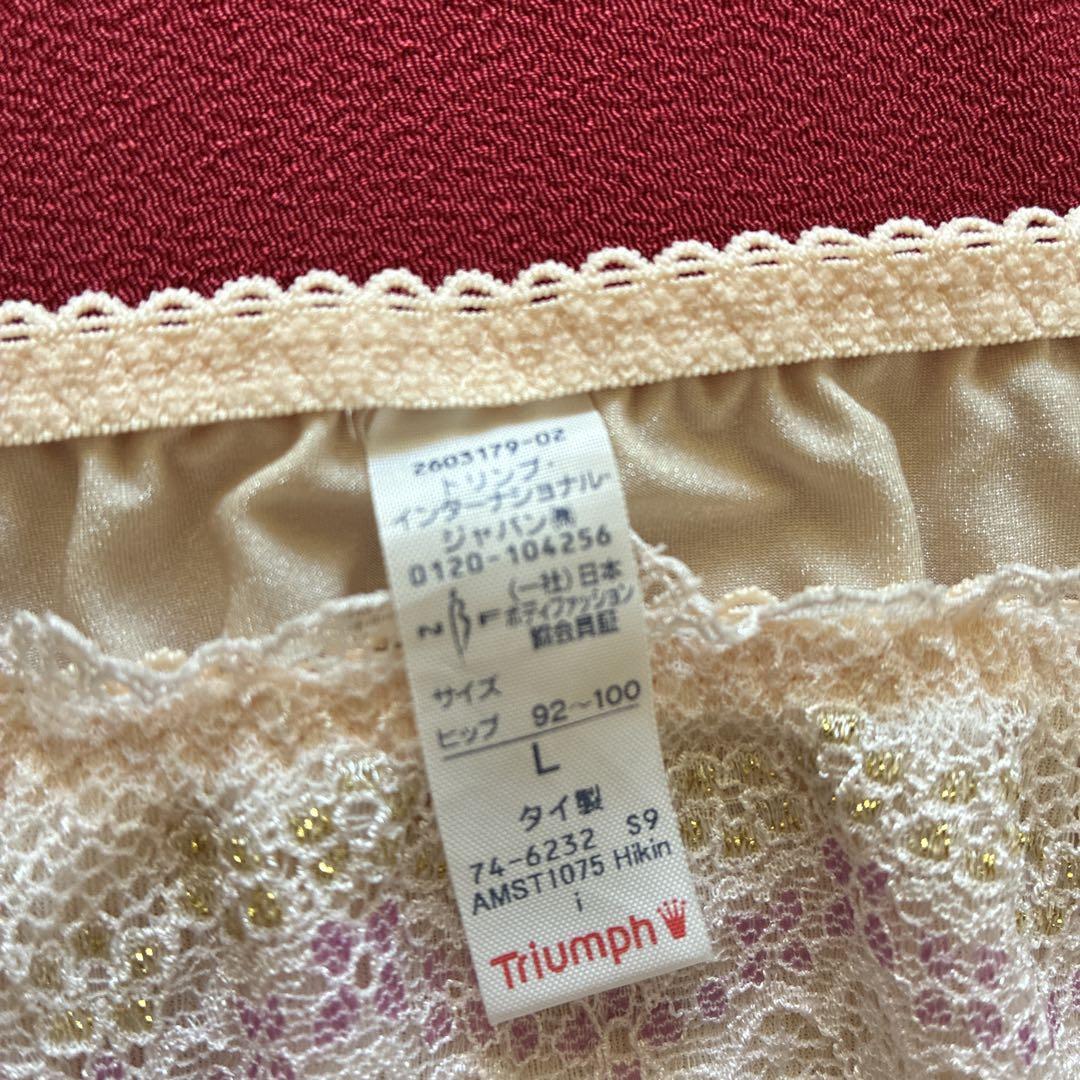 2603179-02
トリンプ・
インターナショナル・
ジャパン㈱
0120-104256
(一社)日本
ボディファッション
協会員証
サイズ
ヒップ 92～100
L
タイ製
74-6232 S9
AMST1075 Hikin
i
Triumph